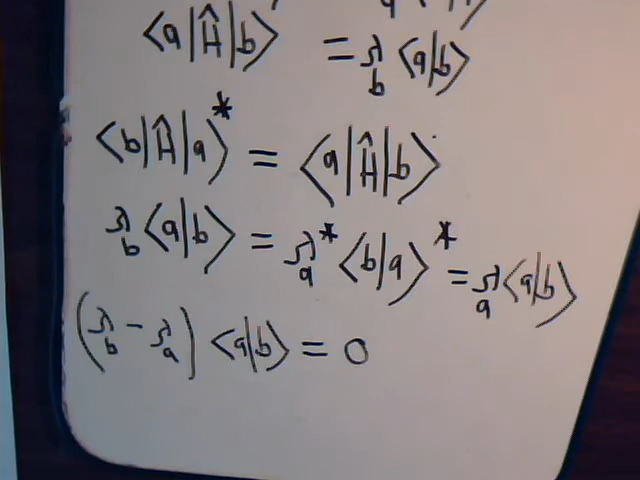 ⟨a|Ĥ|b⟩ = λ_b ⟨a|b⟩
⟨b|Ĥ|a⟩* = ⟨a|Ĥ|b⟩
λ_b ⟨a|b⟩ = λ_a* ⟨b|a⟩* = λ_a ⟨a|b⟩
(λ_b - λ_a) ⟨a|b⟩ = 0